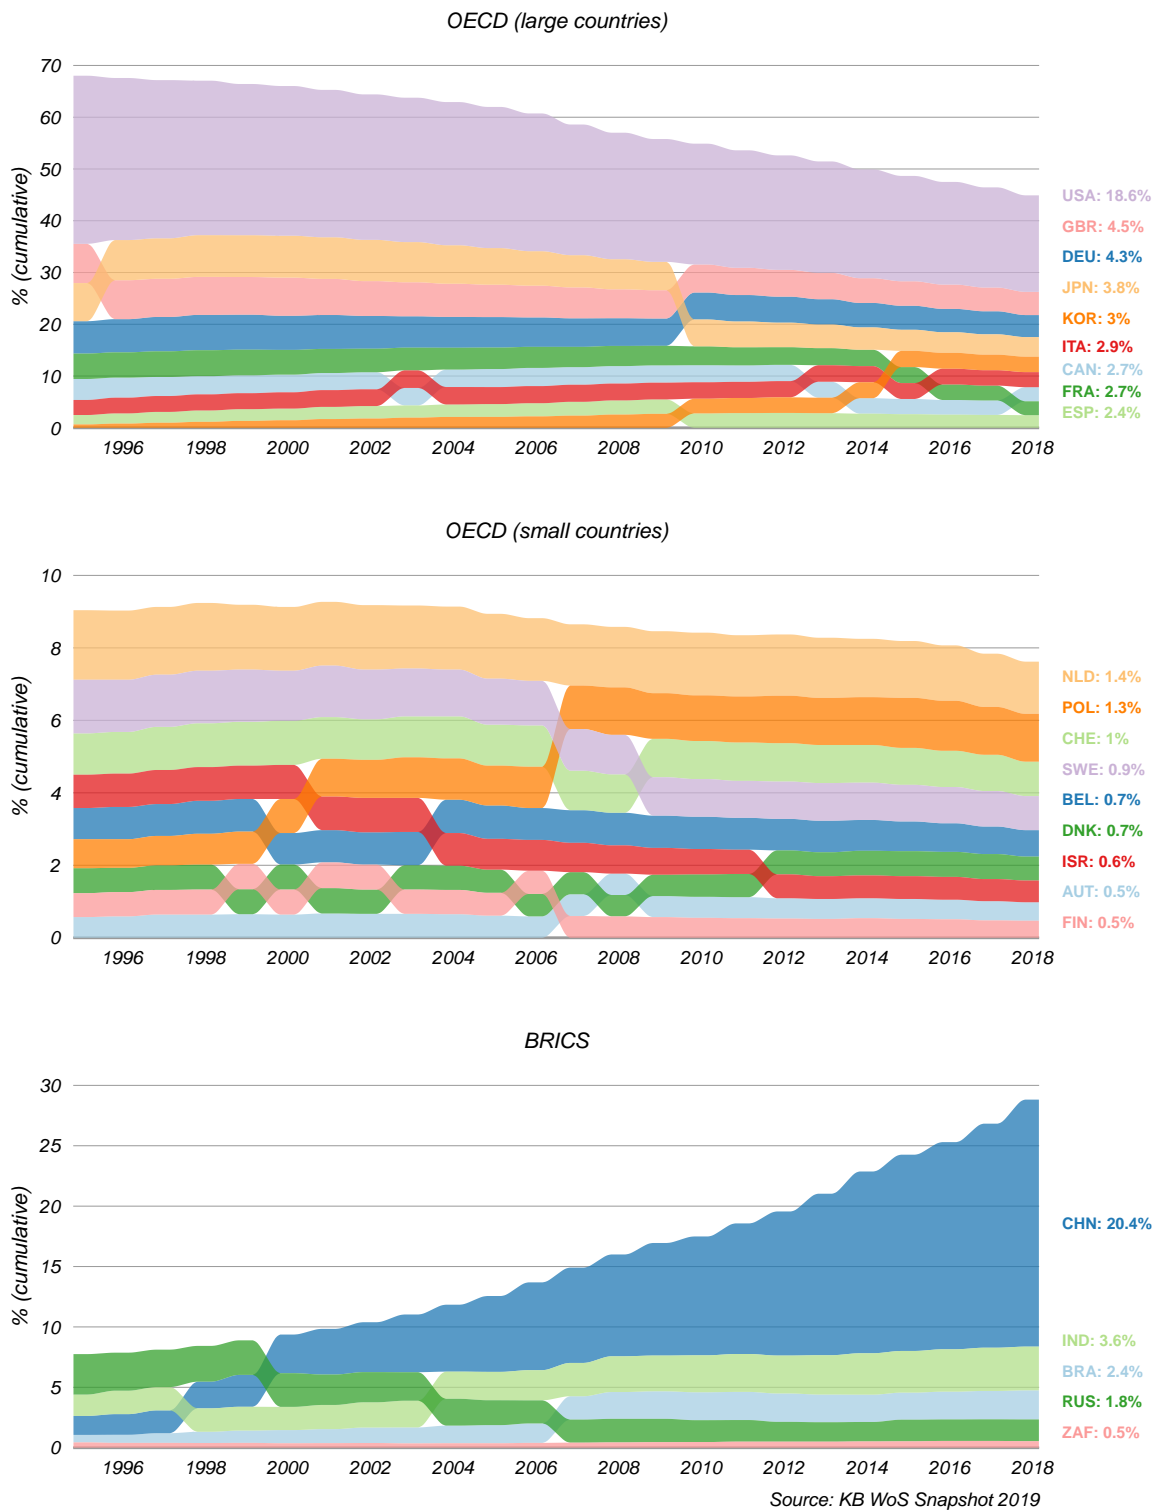 OECD (large countries)
% (cumulative)
70
60
50
40
30
20
10
0
1996 1998 2000 2002 2004 2006 2008 2010 2012 2014 2016 2018
USA: 18.6%
GBR: 4.5%
DEU: 4.3%
JPN: 3.8%
KOR: 3%
ITA: 2.9%
CAN: 2.7%
FRA: 2.7%
ESP: 2.4%
OECD (small countries)
% (cumulative)
10
8
6
4
2
0
1996 1998 2000 2002 2004 2006 2008 2010 2012 2014 2016 2018
NLD: 1.4%
POL: 1.3%
CHE: 1%
SWE: 0.9%
BEL: 0.7%
DNK: 0.7%
ISR: 0.6%
AUT: 0.5%
FIN: 0.5%
BRICS
% (cumulative)
30
25
20
15
10
5
0
1996 1998 2000 2002 2004 2006 2008 2010 2012 2014 2016 2018
CHN: 20.4%
IND: 3.6%
BRA: 2.4%
RUS: 1.8%
ZAF: 0.5%
Source: KB WoS Snapshot 2019